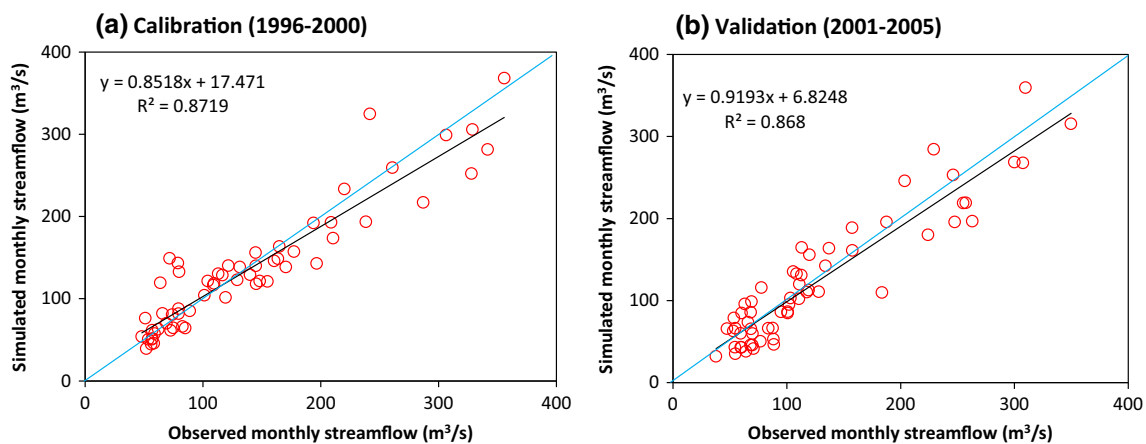 (a) Calibration (1996-2000)
400
300
200
100
0
Simulated monthly streamflow (m³/s)
y = 0.8518x + 17.471
R² = 0.8719
0 100 200 300 400
Observed monthly streamflow (m³/s)
(b) Validation (2001-2005)
400
300
200
100
0
Simulated monthly streamflow (m³/s)
y = 0.9193x + 6.8248
R² = 0.868
0 100 200 300 400
Observed monthly streamflow (m³/s)